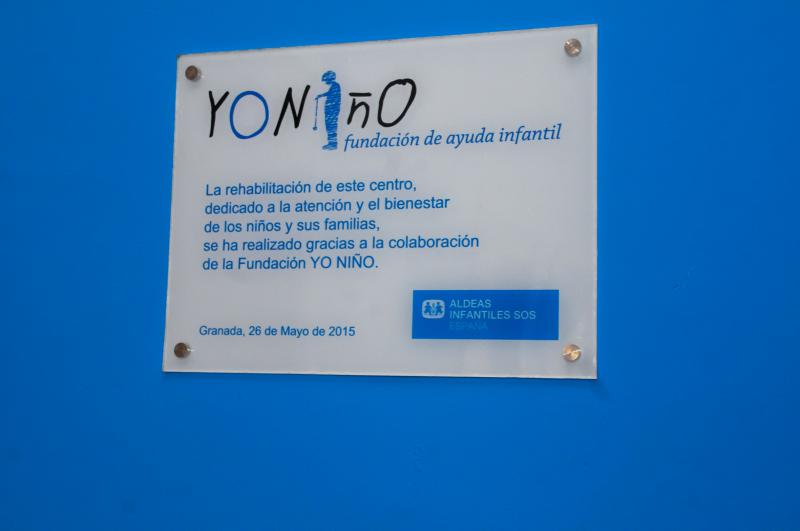 YO NIÑO
fundación de ayuda infantil
La rehabilitación de este centro,
dedicado a la atención y el bienestar
de los niños y sus familias,
se ha realizado gracias a la colaboración
de la Fundación YO NIÑO.
ALDEAS
INFANTILES SOS
ESPAÑA
Granada, 26 de Mayo de 2015